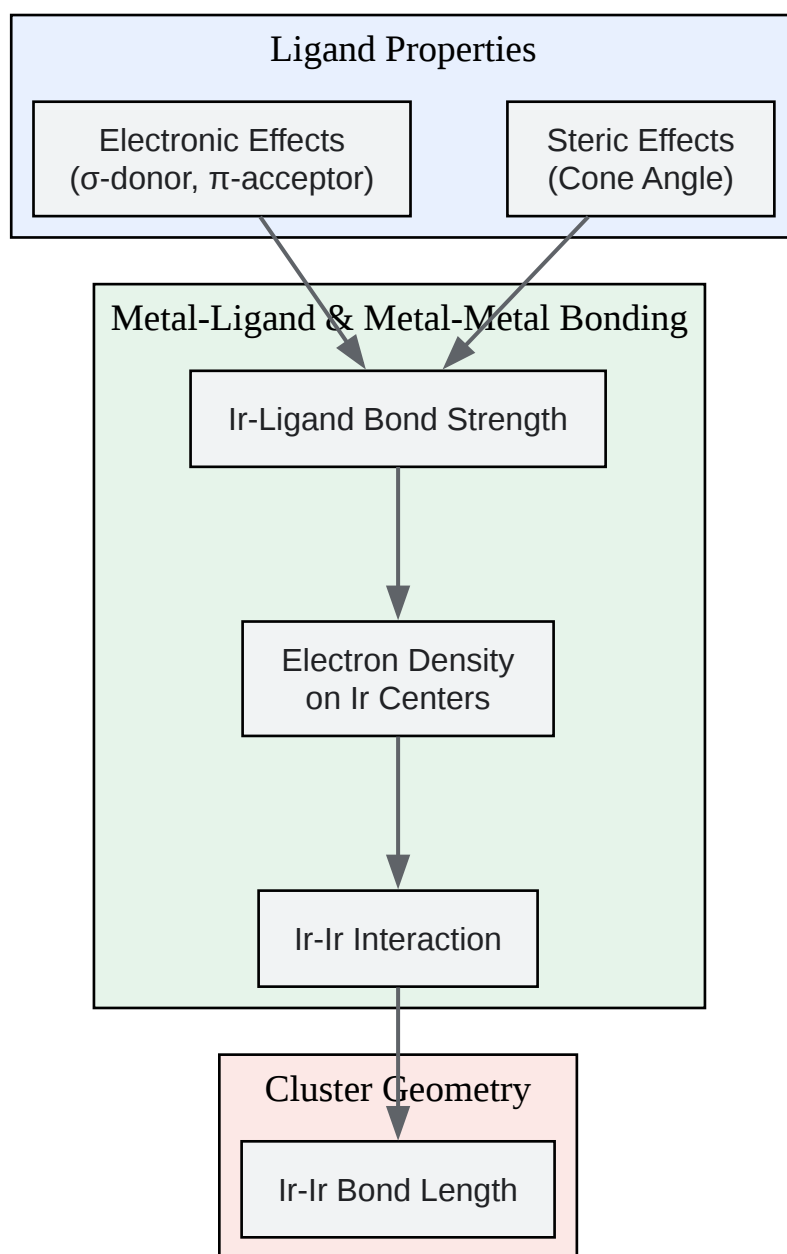 Ligand Properties
Electronic Effects
(σ-donor, π-acceptor)
Steric Effects
(Cone Angle)
Metal-Ligand & Metal-Metal Bonding
Ir-Ligand Bond Strength
Electron Density
on Ir Centers
Ir-Ir Interaction
Cluster Geometry
Ir-Ir Bond Length